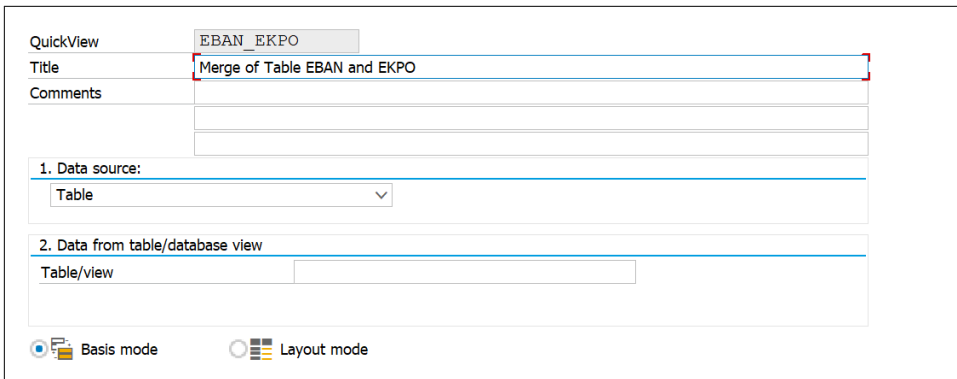 QuickView EBAN_EKPO
Title Merge of Table EBAN and EKPO
Comments
1. Data source:
Table
2. Data from table/database view
Table/view
Basis mode Layout mode